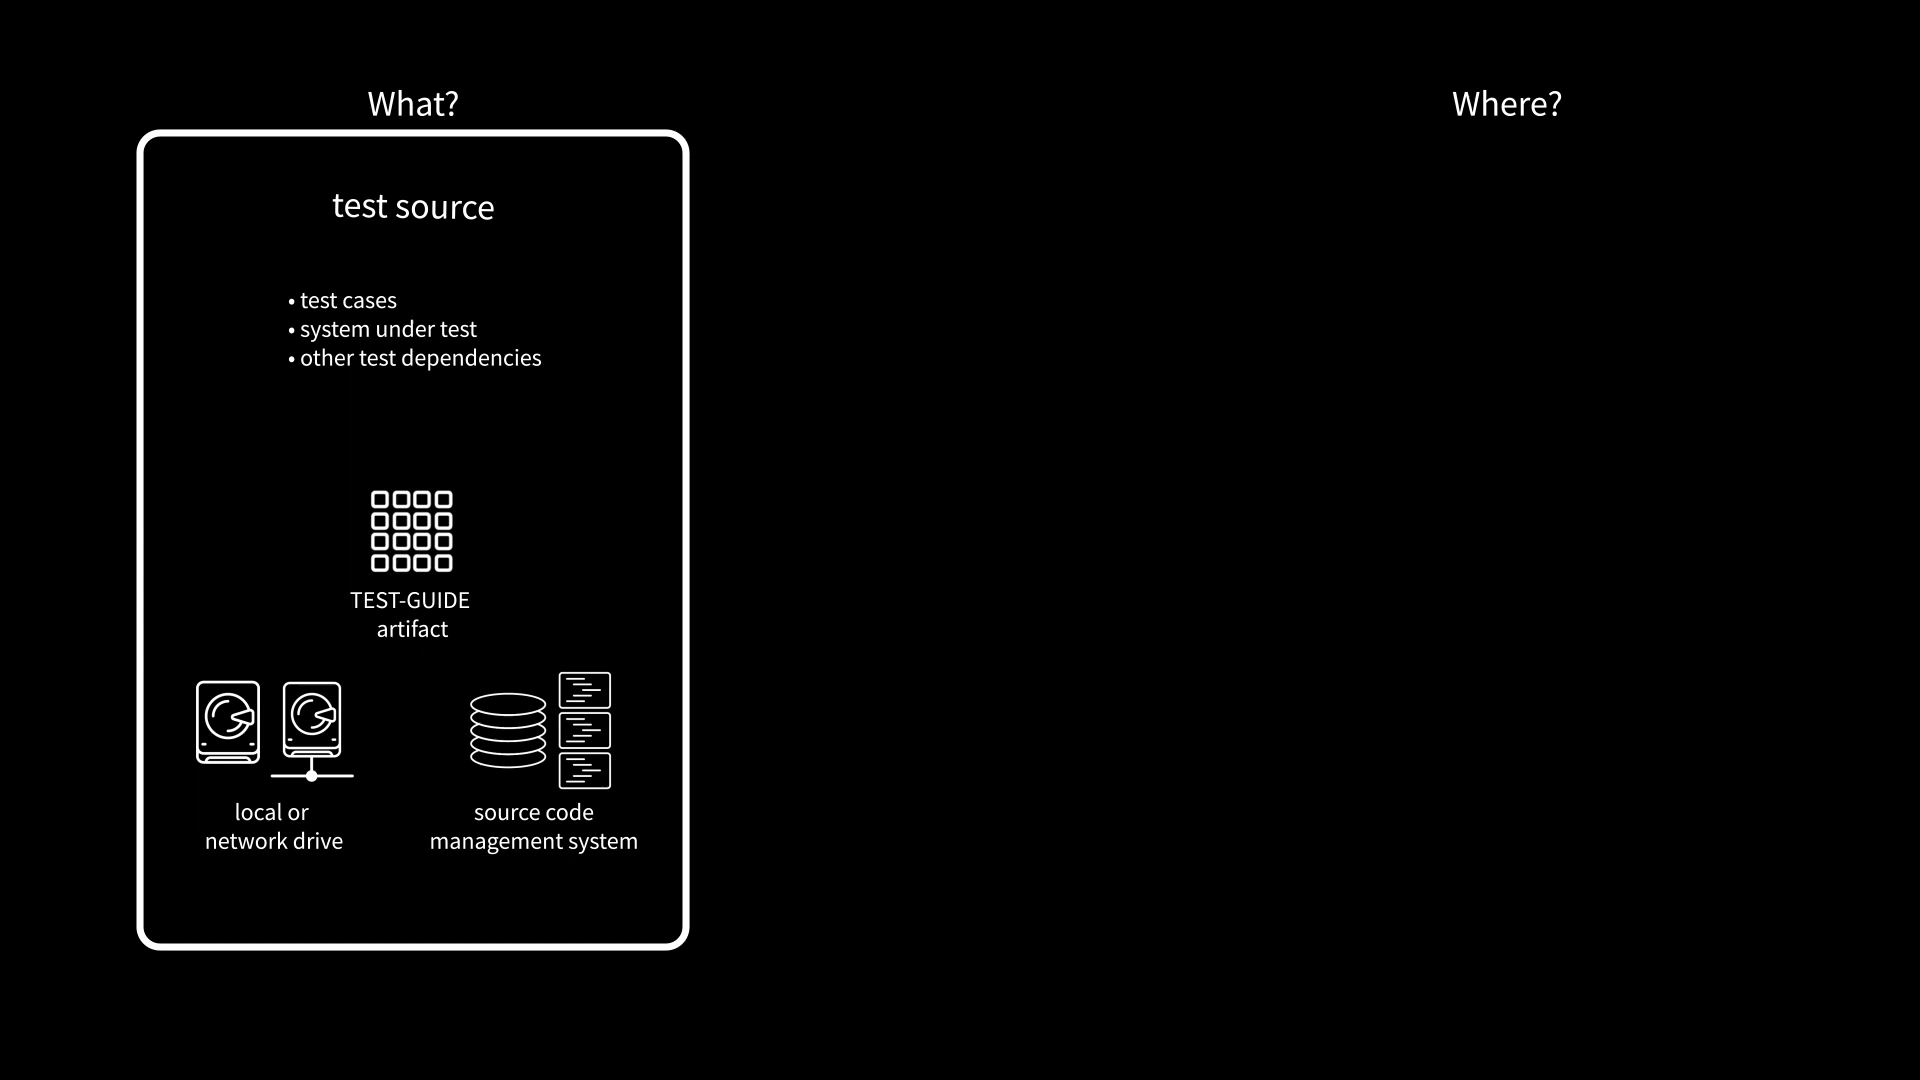 What?
Where?
test source
• test cases
• system under test
• other test dependencies
TEST-GUIDE
artifact
local or
network drive
source code
management system